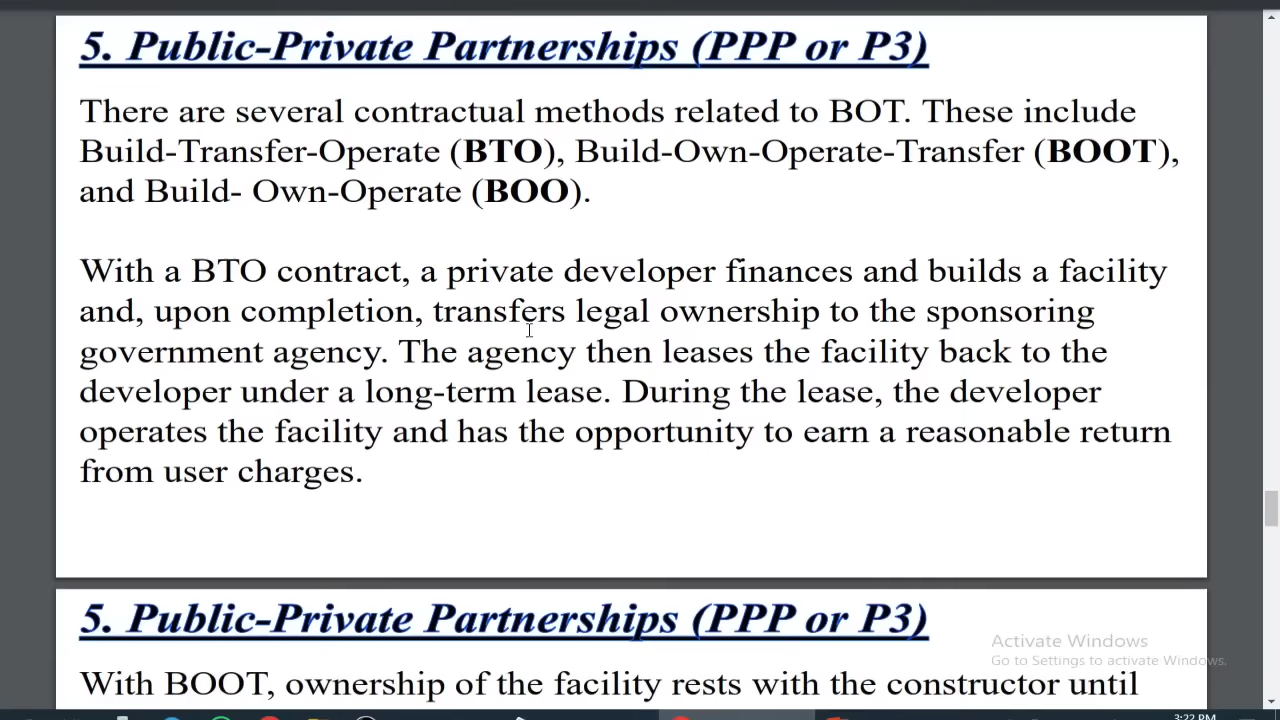 5. Public-Private Partnerships (PPP or P3)
There are several contractual methods related to BOT. These include
Build-Transfer-Operate (BTO), Build-Own-Operate-Transfer (BOOT),
and Build- Own-Operate (BOO).
With a BTO contract, a private developer finances and builds a facility
and, upon completion, transfers legal ownership to the sponsoring
government agency. The agency then leases the facility back to the
developer under a long-term lease. During the lease, the developer
operates the facility and has the opportunity to earn a reasonable return
from user charges.
5. Public-Private Partnerships (PPP or P3)
Activate Windows
Go to Settings to activate Windows.
With BOOT, ownership of the facility rests with the constructor until
3:22 PM